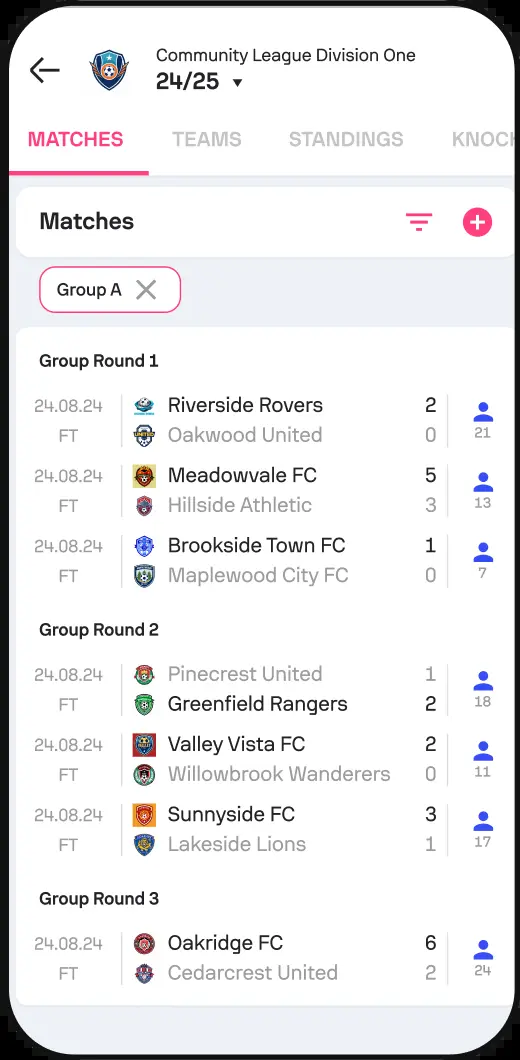 Community League Division One
24/25
MATCHES TEAMS STANDINGS KNOCK
Matches
Group A
Group Round 1
24.08.24 Riverside Rovers 2
FT Oakwood United 0 21
24.08.24 Meadowvale FC 5
FT Hillside Athletic 3 13
24.08.24 Brookside Town FC 1
FT Maplewood City FC 0 7
Group Round 2
24.08.24 Pinecrest United 1
FT Greenfield Rangers 2 18
24.08.24 Valley Vista FC 2
FT Willowbrook Wanderers 0 11
24.08.24 Sunnyside FC 3
FT Lakeside Lions 1 17
Group Round 3
24.08.24 Oakridge FC 6
FT Cedarcrest United 2 24